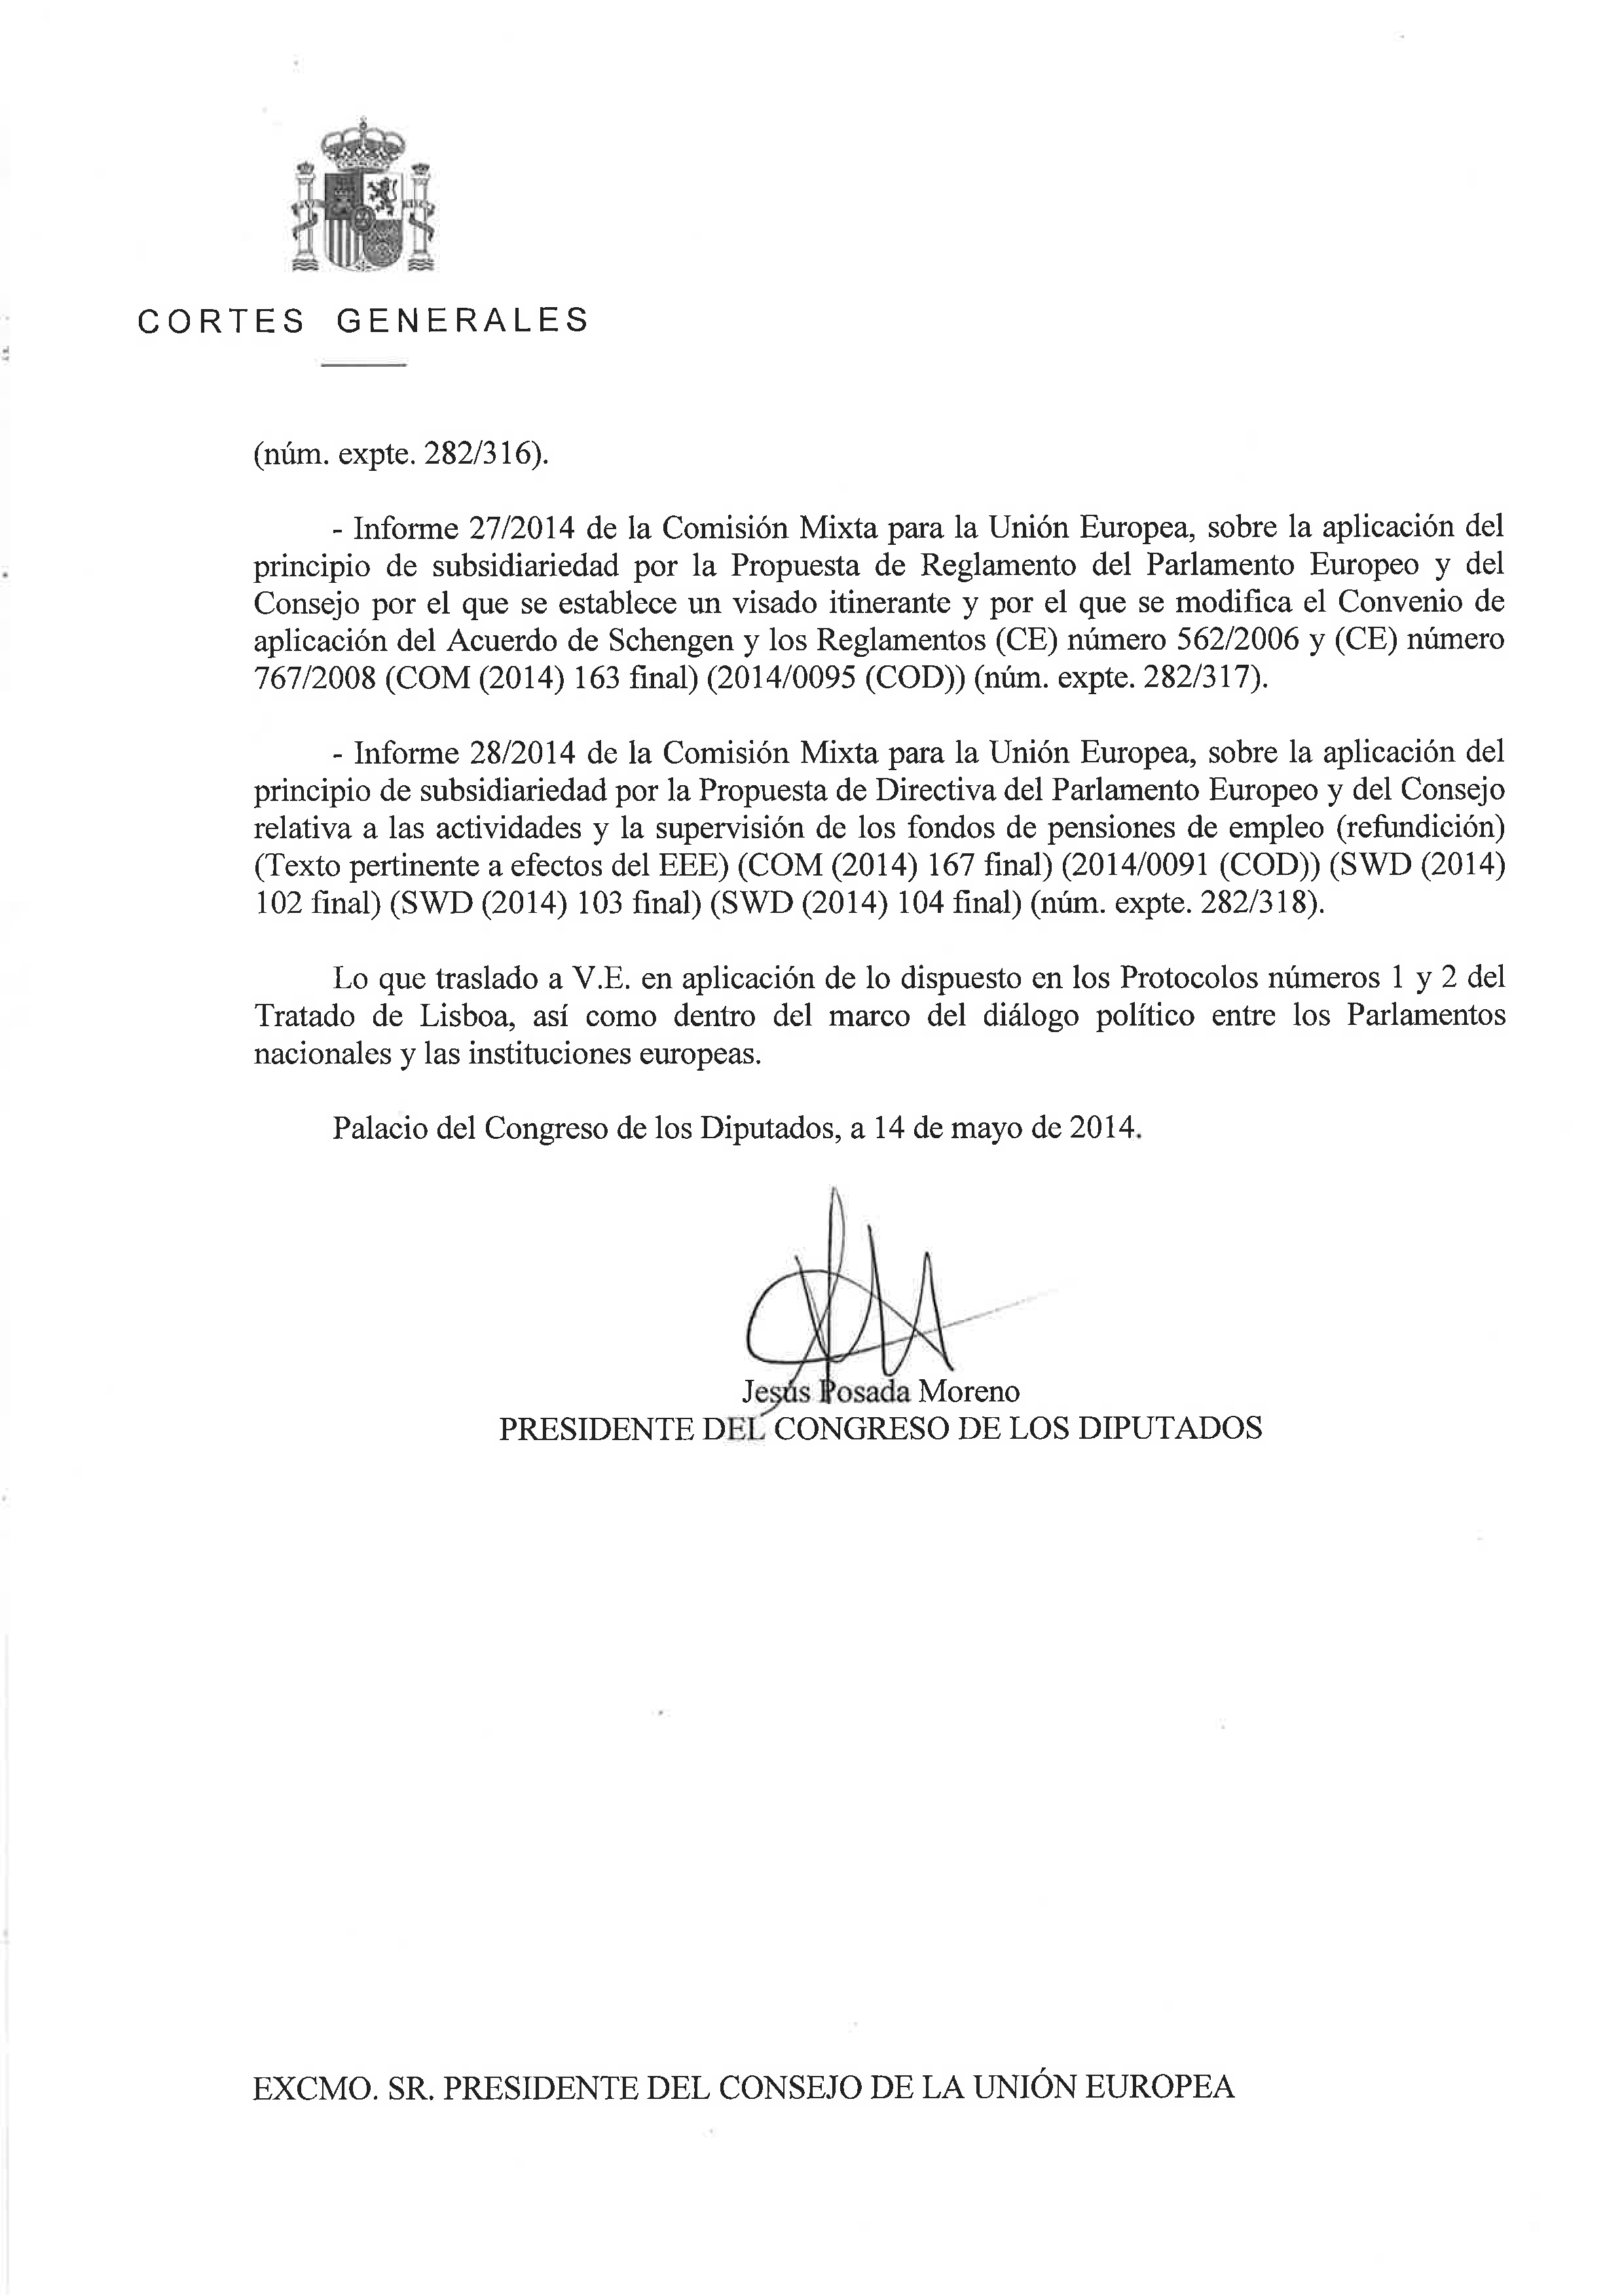 CORTES GENERALES
(núm. expte. 282/316).
- Informe 27/2014 de la Comisión Mixta para la Unión Europea, sobre la aplicación del
principio de subsidiariedad por la Propuesta de Reglamento del Parlamento Europeo y del
Consejo por el que se establece un visado itinerante y por el que se modifica el Convenio de
aplicación del Acuerdo de Schengen y los Reglamentos (CE) número 562/2006 y (CE) número
767/2008 (COM (2014) 163 final) (2014/0095 (COD)) (núm. expte. 282/317).
- Informe 28/2014 de la Comisión Mixta para la Unión Europea, sobre la aplicación del
principio de subsidiariedad por la Propuesta de Directiva del Parlamento Europeo y del Consejo
relativa a las actividades y la supervisión de los fondos de pensiones de empleo (refundición)
(Texto pertinente a efectos del EEE) (COM (2014) 167 final) (2014/0091 (COD)) (SWD (2014)
102 final) (SWD (2014) 103 final) (SWD (2014) 104 final) (núm. expte. 282/318).
Lo que traslado a V.E. en aplicación de lo dispuesto en los Protocolos números 1 y 2 del
Tratado de Lisboa, así como dentro del marco del diálogo político entre los Parlamentos
nacionales y las instituciones europeas.
Palacio del Congreso de los Diputados, a 14 de mayo de 2014.
Jesús Posada Moreno
PRESIDENTE DEL CONGRESO DE LOS DIPUTADOS
EXCMO. SR. PRESIDENTE DEL CONSEJO DE LA UNIÓN EUROPEA